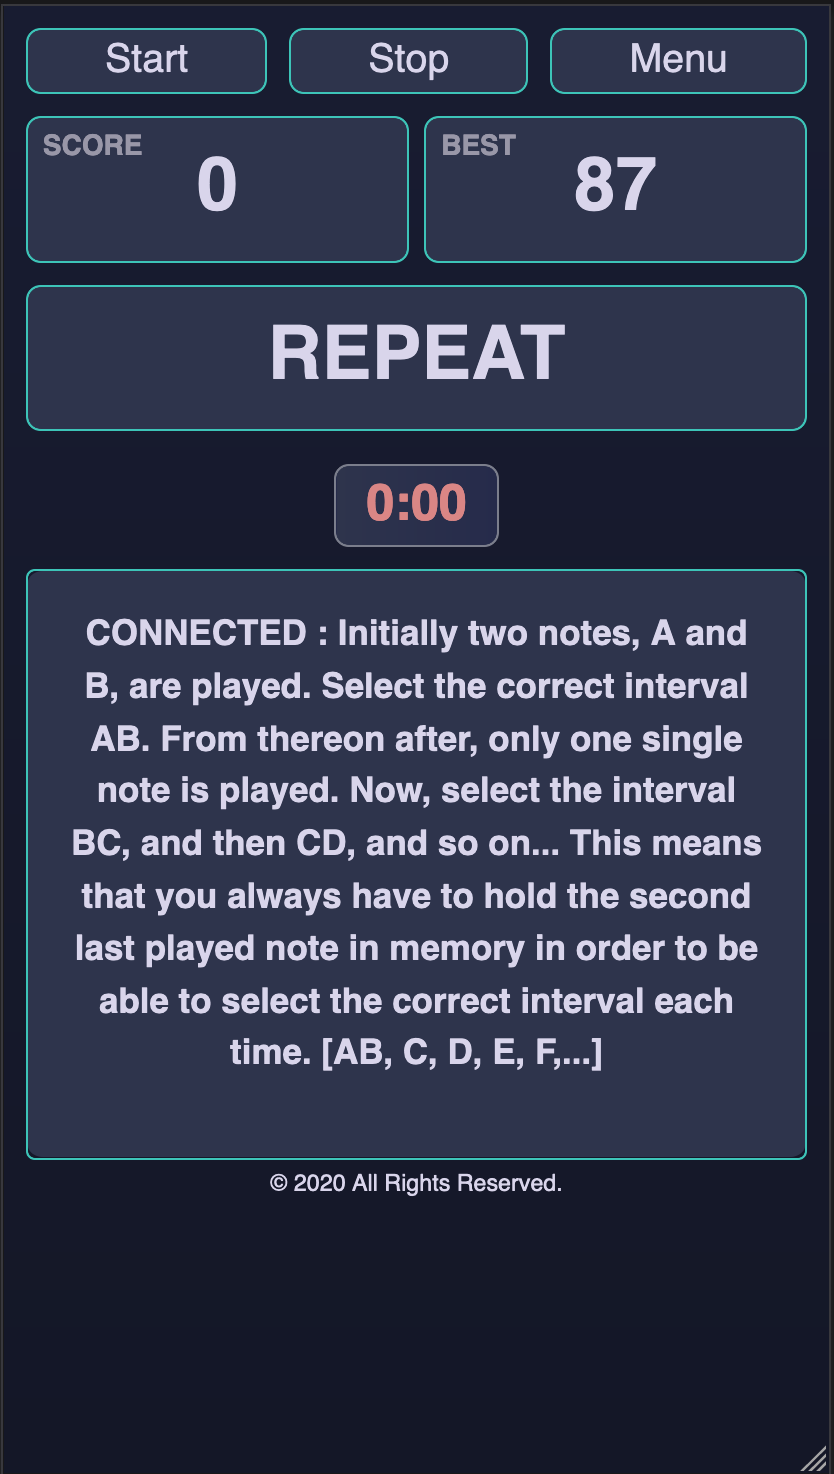 Start Stop Menu
SCORE BEST
0 87
REPEAT
0:00
CONNECTED : Initially two notes, A and
B, are played. Select the correct interval
AB. From thereon after, only one single
note is played. Now, select the interval
BC, and then CD, and so on... This means
that you always have to hold the second
last played note in memory in order to be
able to select the correct interval each
time. [AB, C, D, E, F,...]
© 2020 All Rights Reserved.